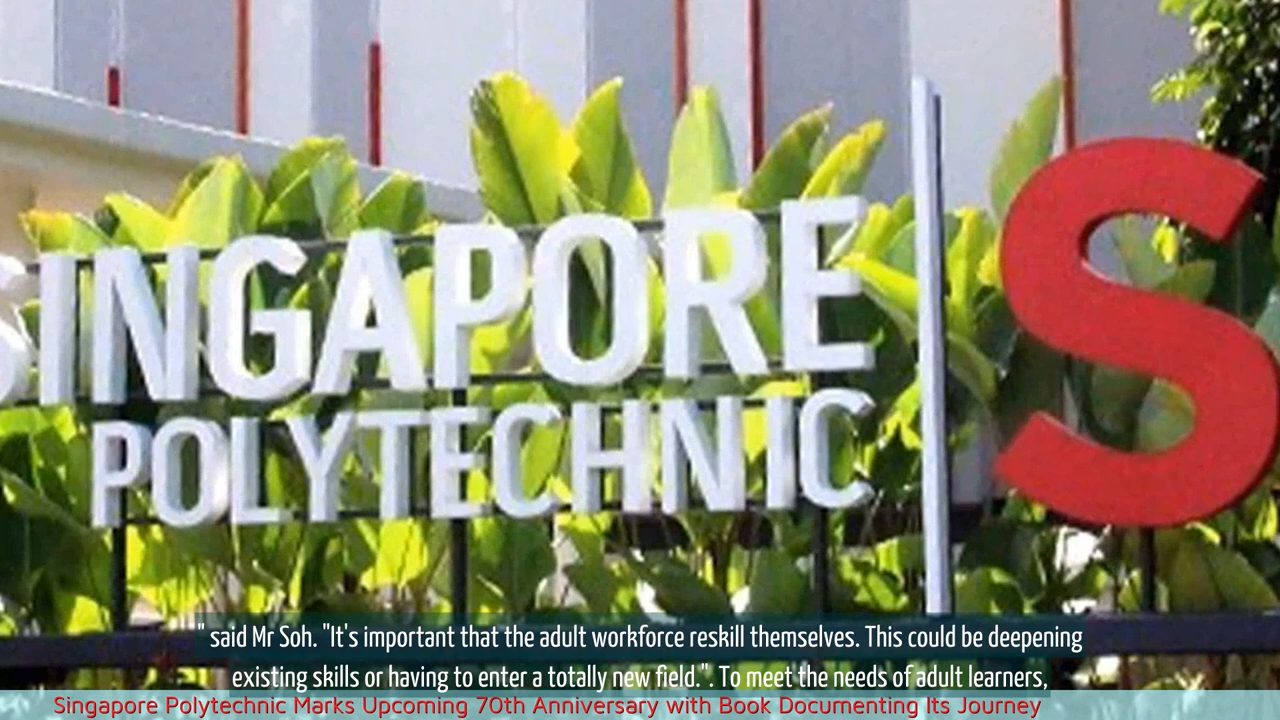 SINGAPORE
POLYTECHNIC
S
" said Mr Soh. "It's important that the adult workforce reskill themselves. This could be deepening
existing skills or having to enter a totally new field.". To meet the needs of adult learners,
Singapore Polytechnic Marks Upcoming 70th Anniversary with Book Documenting Its Journey